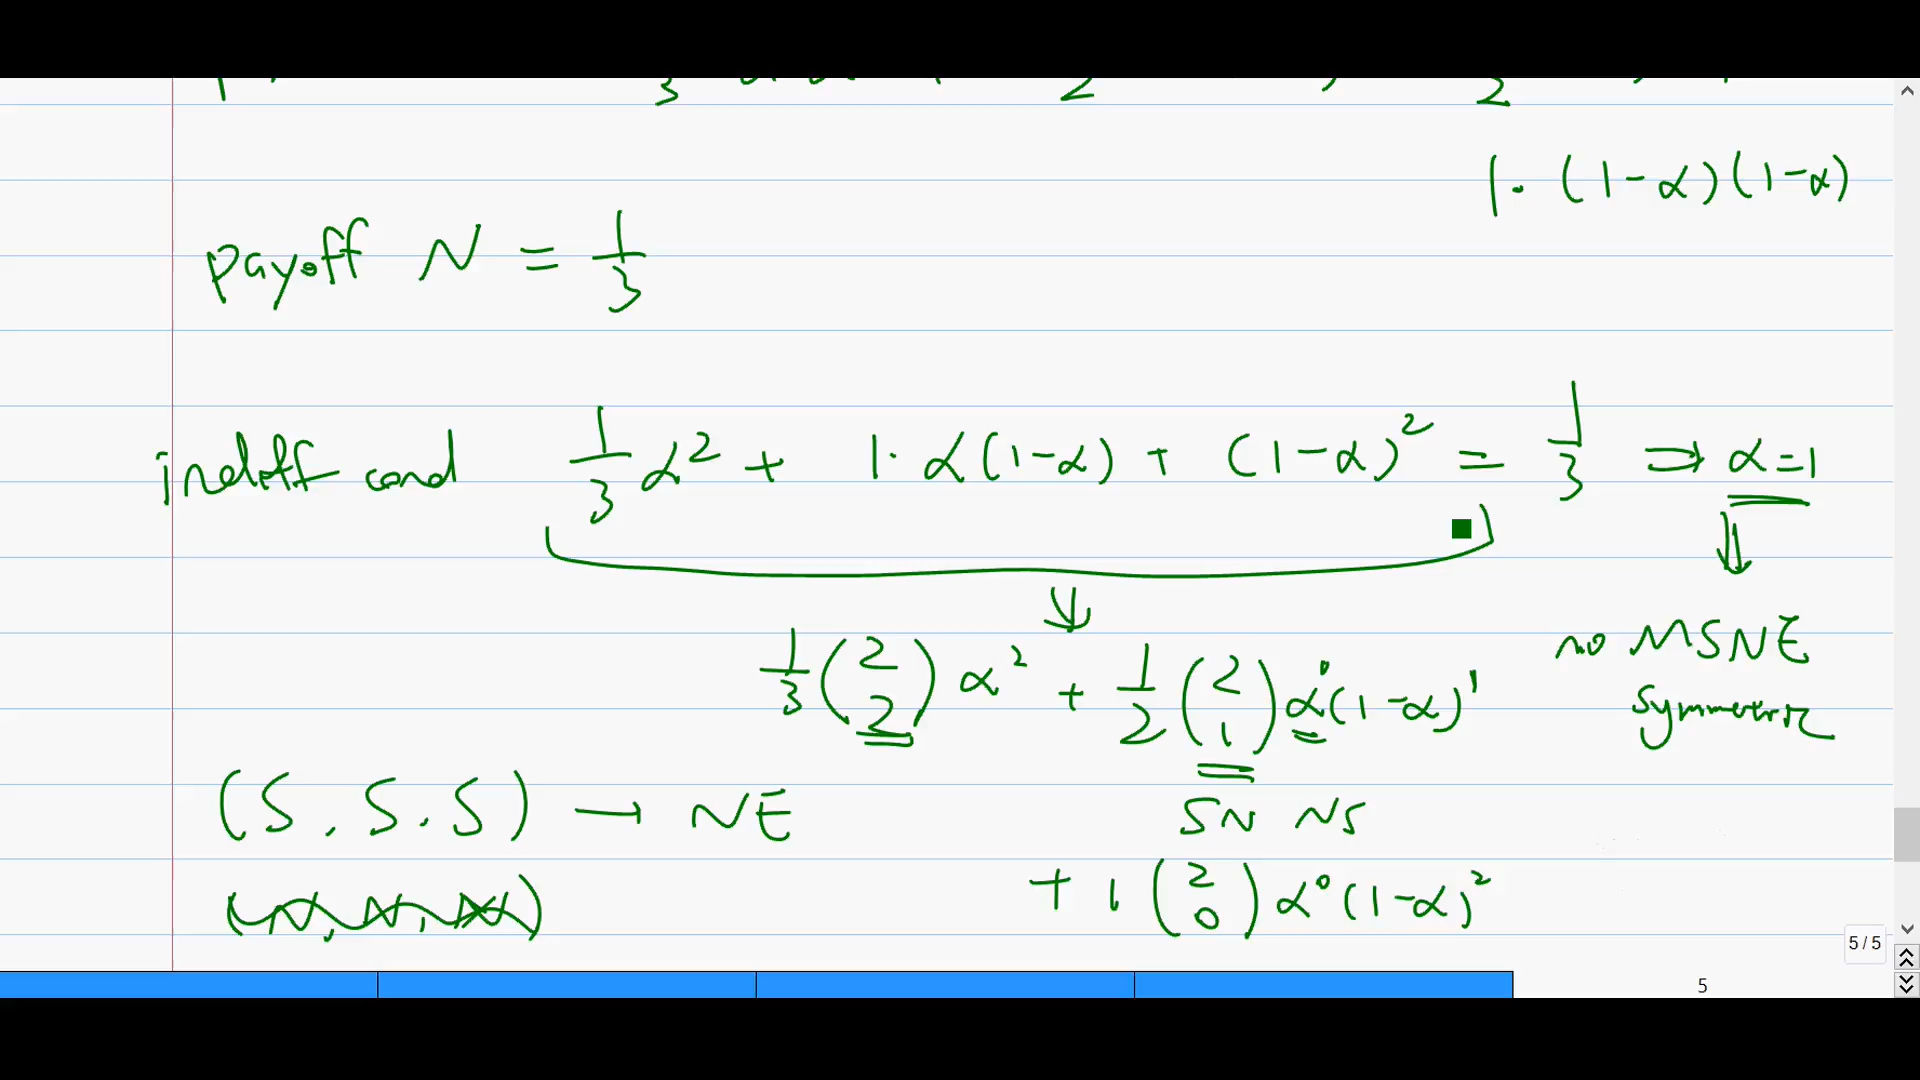 1·(1-α)(1-α)
Payoff N = 1/3
indiff cond 1/3 α² + 1·α(1-α) + (1-α)² = 1/3 ⇒ α=1
⇓
↓
1/3 (2 2) α² + 1/2 (2 1) α¹(1-α)¹
no MSNE
symmetric
(S, S, S) → NE
SN NS
+ 1 (2 0) α⁰(1-α)²
(N, N, N)
5 / 5
5